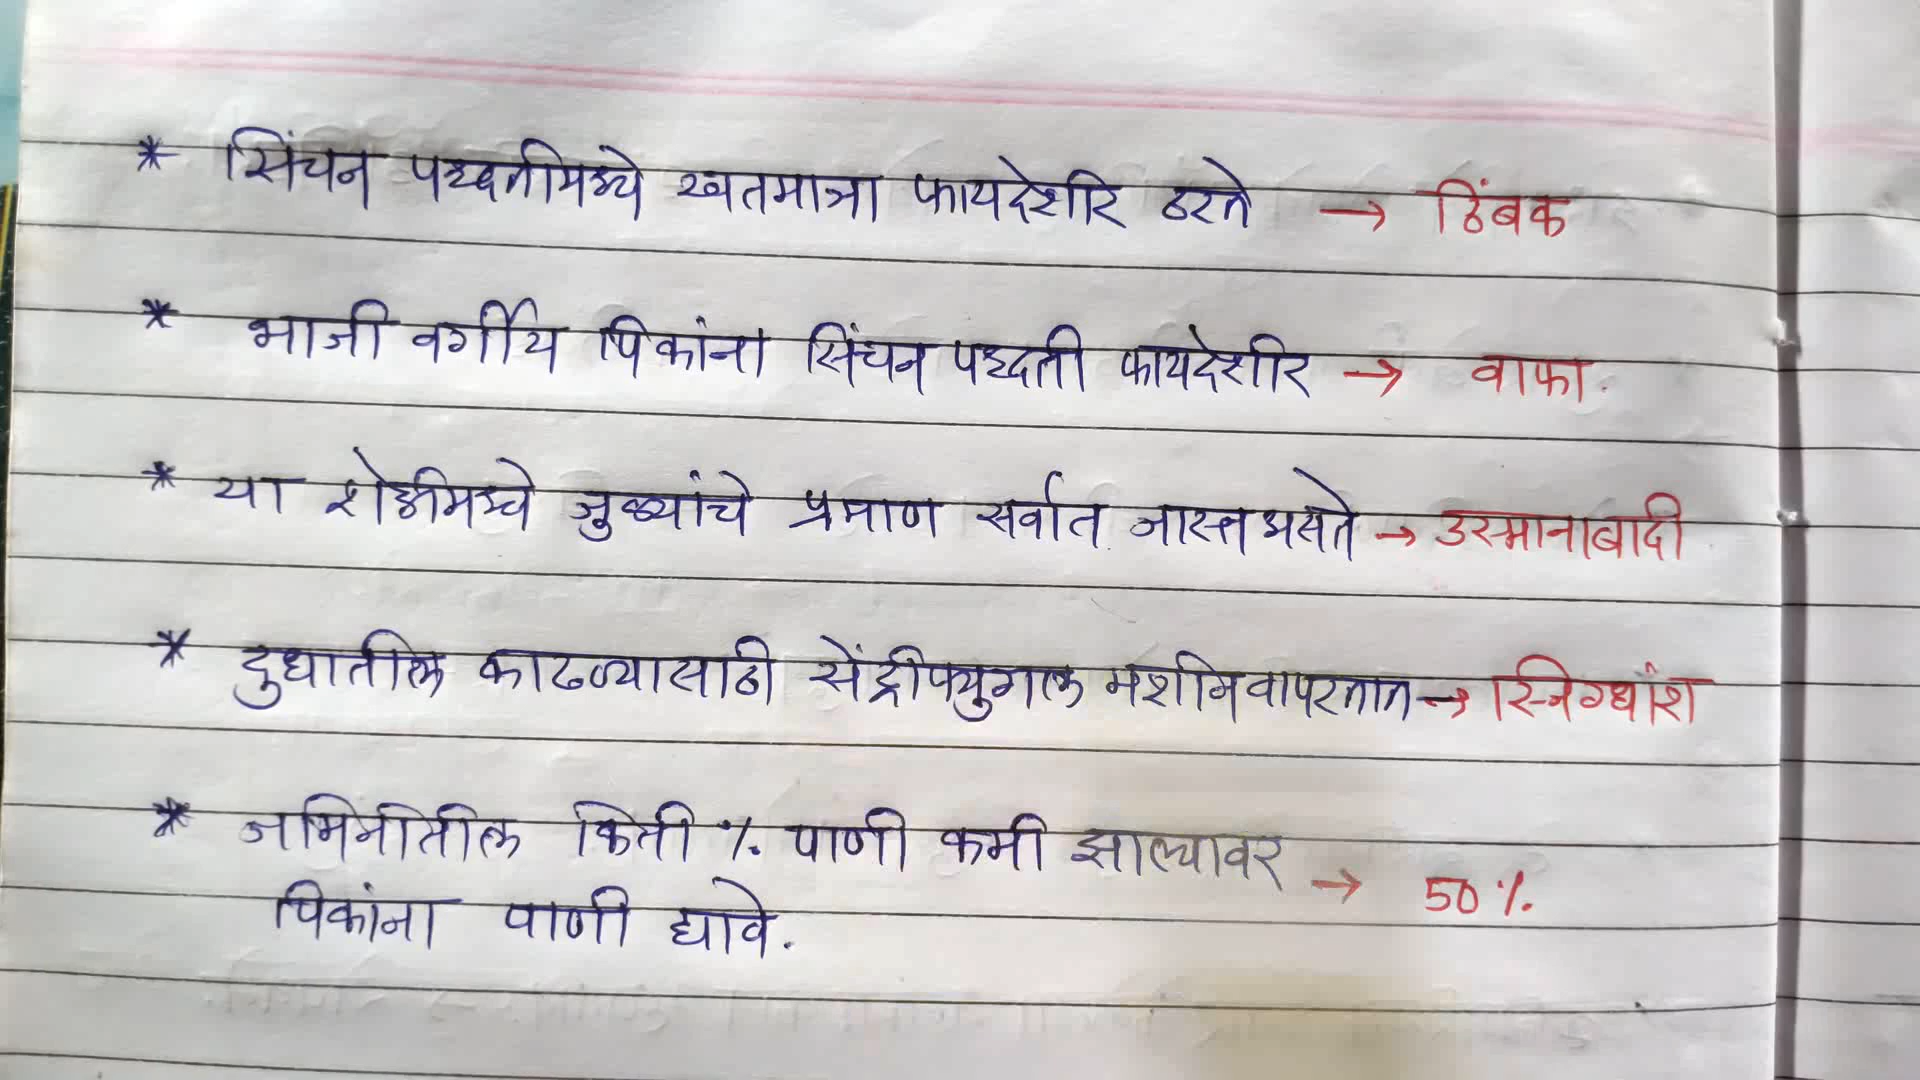 * सिंचन पध्दतीमध्ये खतमात्रा फायदेशीर ठरते → ठिंबक
* भाजी वर्गीय पिकांना सिंचन पध्दती फायदेशीर → वाफा.
* या शेळीमध्ये जुळ्यांचे प्रमाण सर्वात जास्त असते → उस्मानाबादी
* दुधातील काढण्यासाठी सेंद्रीफ्युगल मशीन वापरतात → स्निग्धांश
* जमिनीतील किती % पाणी कमी झाल्यावर → 50 %.
पिकांना पाणी द्यावे.